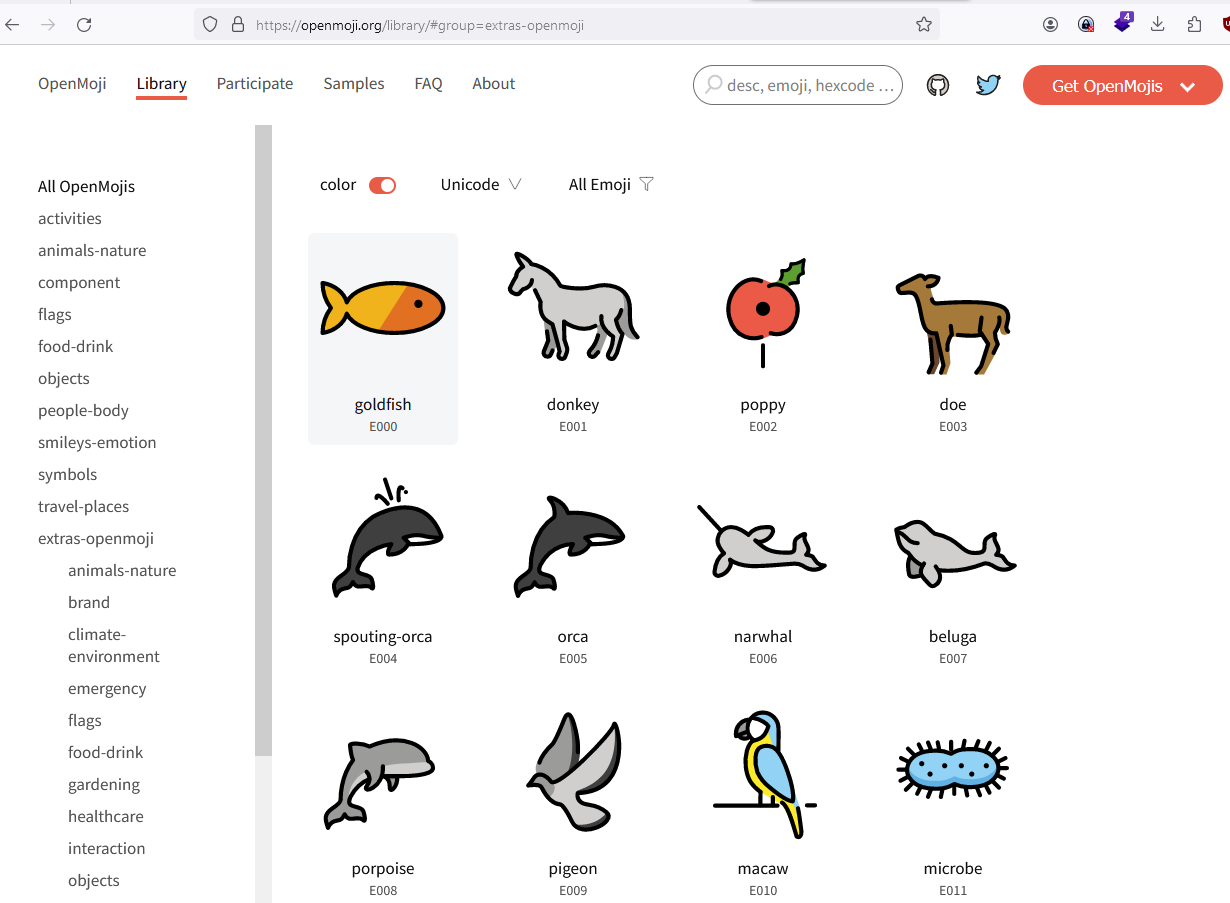 https://openmoji.org/library/#group=extras-openmoji
4
OpenMoji
Library
Participate
Samples
FAQ
About
desc, emoji, hexcode …
Get OpenMojis
All OpenMojis
activities
animals-nature
component
flags
food-drink
objects
people-body
smileys-emotion
symbols
travel-places
extras-openmoji
animals-nature
brand
climate-
environment
emergency
flags
food-drink
gardening
healthcare
interaction
objects
color
Unicode
All Emoji
goldfish
E000
donkey
E001
poppy
E002
doe
E003
spouting-orca
E004
orca
E005
narwhal
E006
beluga
E007
porpoise
E008
pigeon
E009
macaw
E010
microbe
E011